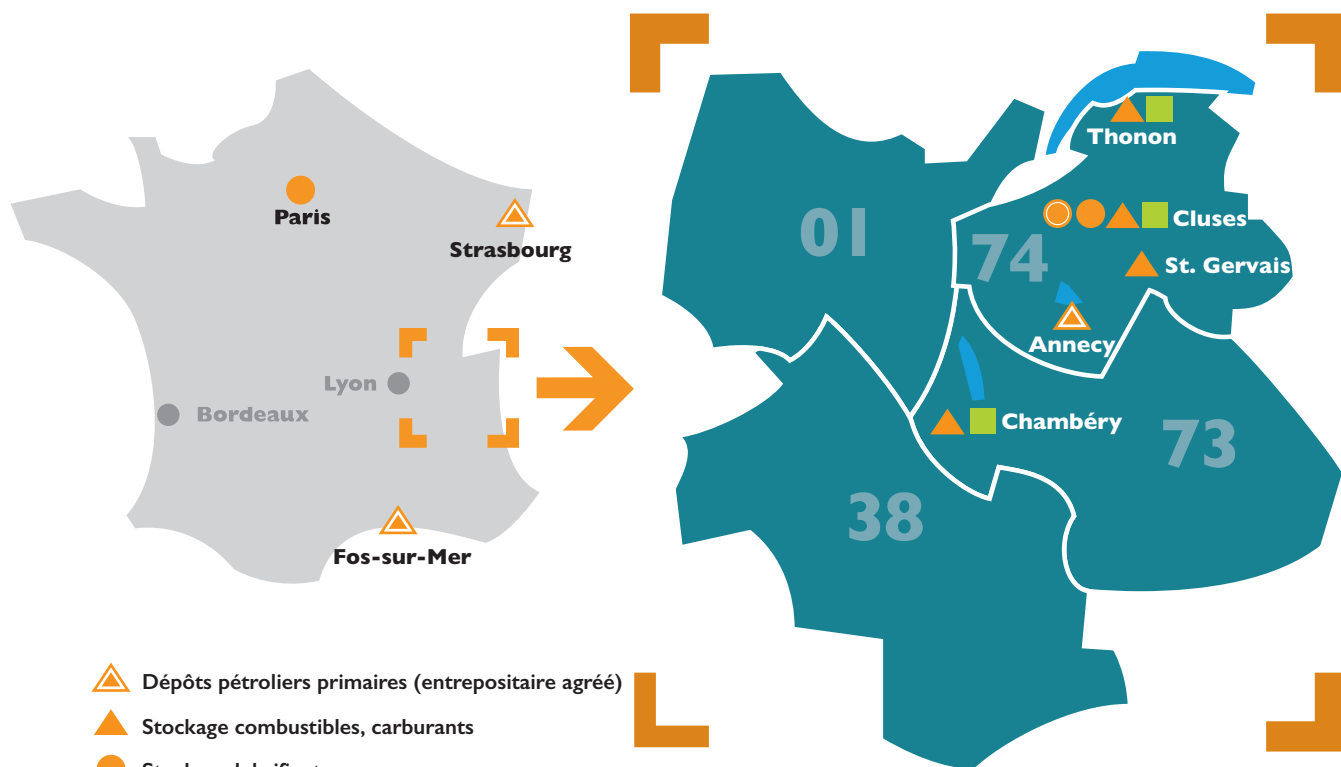 Paris
Strasbourg
Lyon
Bordeaux
Fos-sur-Mer
Thonon
01
74
Cluses
St. Gervais
Annecy
Chambéry
73
38
Dépôts pétroliers primaires (entrepositaire agréé)
Stockage combustibles, carburants